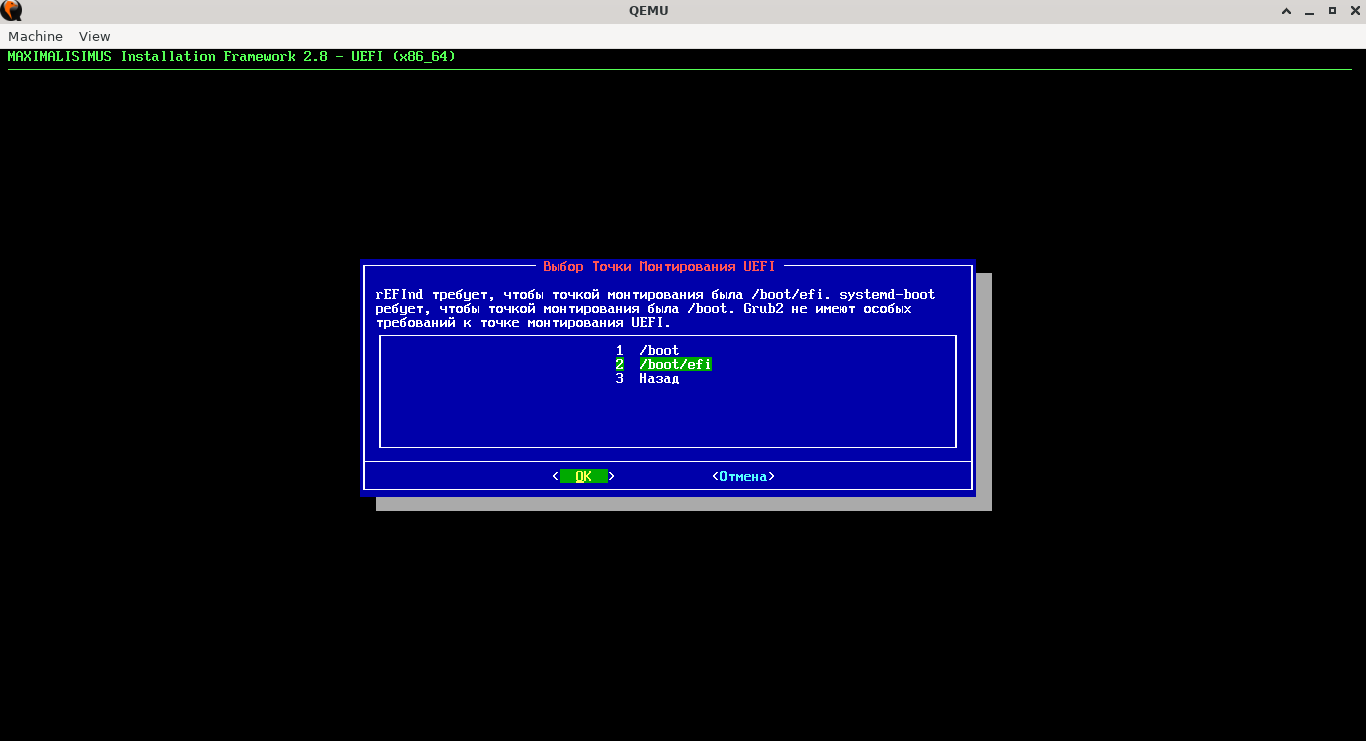 QEMU
Machine View
MAXIMALISIMUS Installation Framework 2.8 - UEFI (x86_64)
Выбор Точки Монтирования UEFI
rEFInd требует, чтобы точкой монтирования была /boot/efi. systemd-boot
ребует, чтобы точкой монтирования была /boot. Grub2 не имеют особых
требований к точке монтирования UEFI.
1 /boot
2 /boot/efi
3 Назад
< OK > <Отмена>